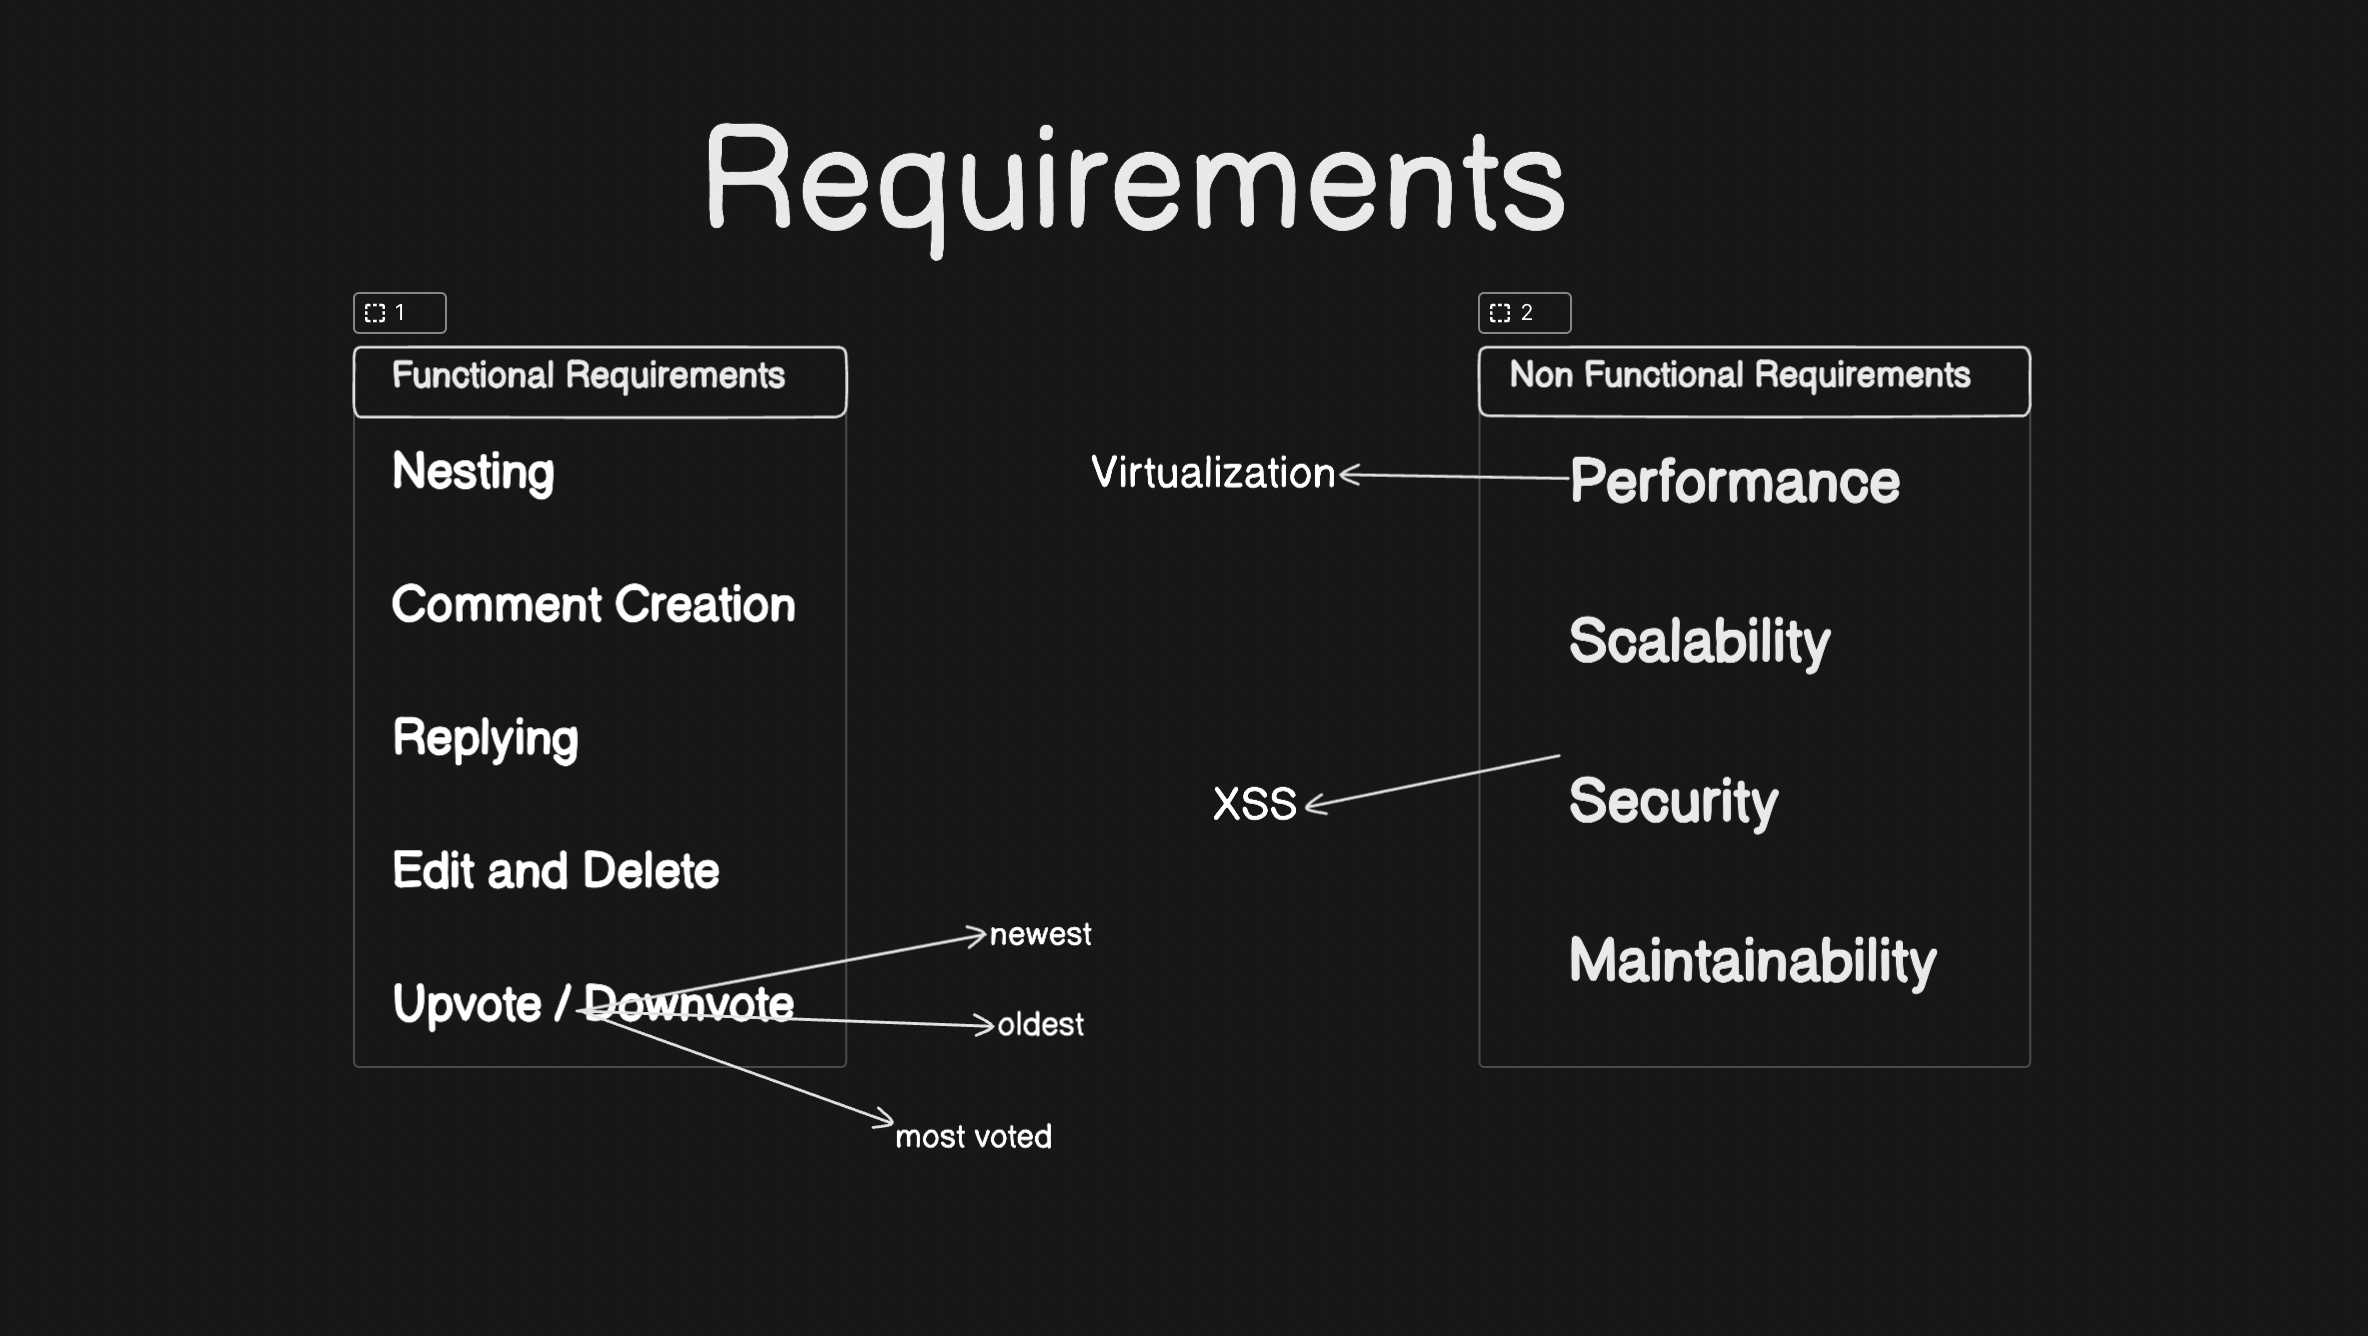 Requirements
1
Functional Requirements
Nesting
Comment Creation
Replying
Edit and Delete
Upvote / Downvote
newest
oldest
most voted
2
Non Functional Requirements
Virtualization
Performance
Scalability
XSS
Security
Maintainability